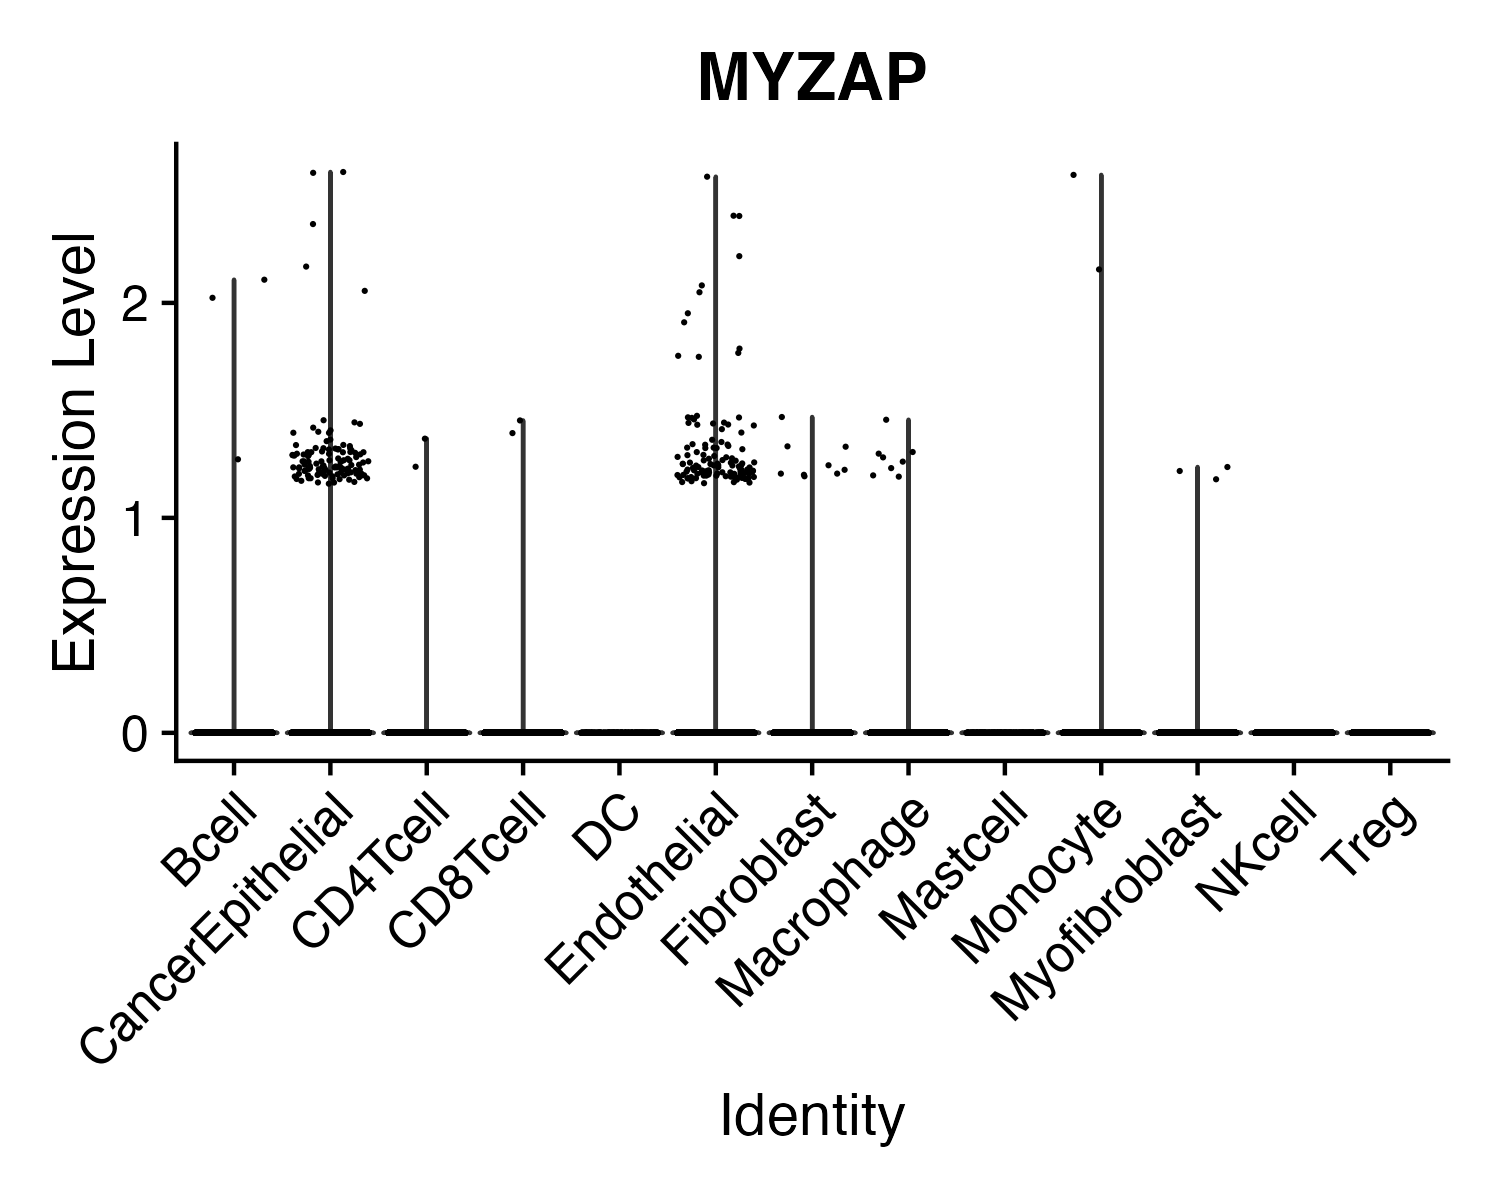 MYZAP
Expression Level
2
1
0
Bcell
CancerEpithelial
CD4Tcell
CD8Tcell
DC
Endothelial
Fibroblast
Macrophage
Mastcell
Monocyte
Myofibroblast
NKcell
Treg
Identity